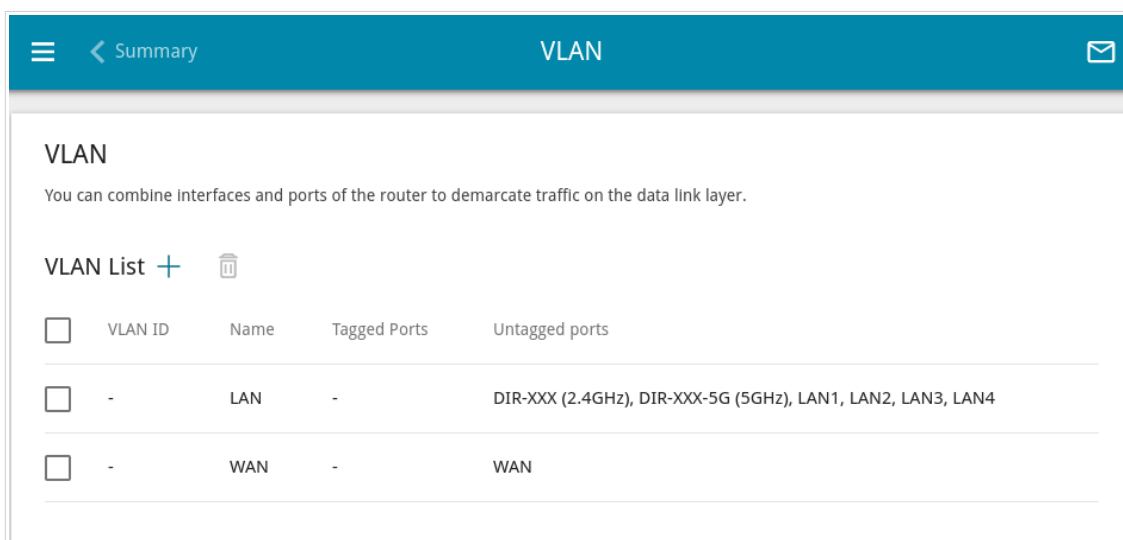 Summary VLAN
VLAN
You can combine interfaces and ports of the router to demarcate traffic on the data link layer.
VLAN List
VLAN ID Name Tagged Ports Untagged ports
- LAN - DIR-XXX (2.4GHz), DIR-XXX-5G (5GHz), LAN1, LAN2, LAN3, LAN4
- WAN - WAN